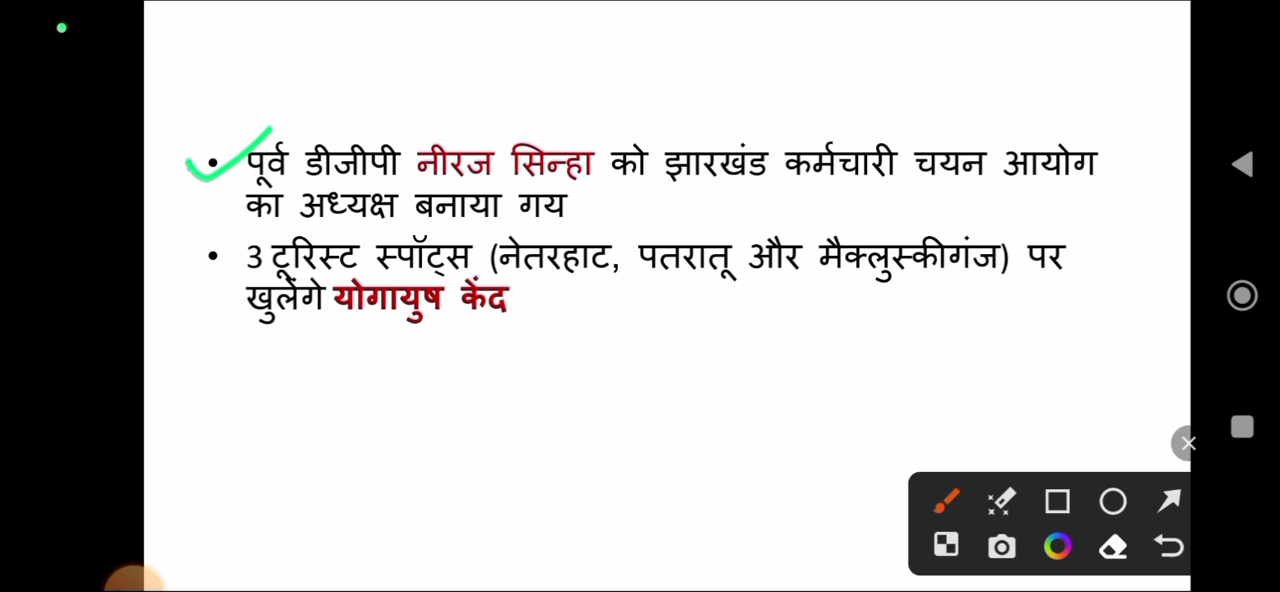 • पूर्व डीजीपी नीरज सिन्हा को झारखंड कर्मचारी चयन आयोग
का अध्यक्ष बनाया गय
• 3 टूरिस्ट स्पॉट्स (नेतरहाट, पतरातू और मैक्लुस्कीगंज) पर
खुलेंगे योगायुष केंद